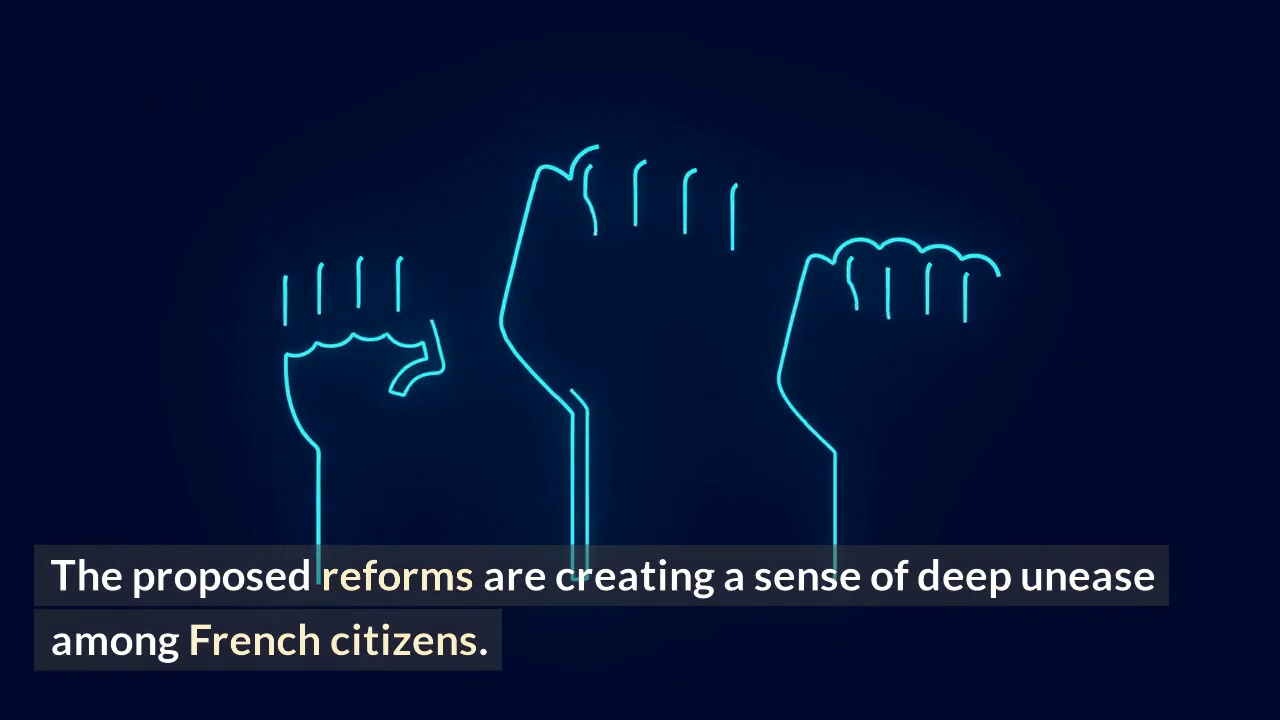 The proposed reforms are creating a sense of deep unease
among French citizens.